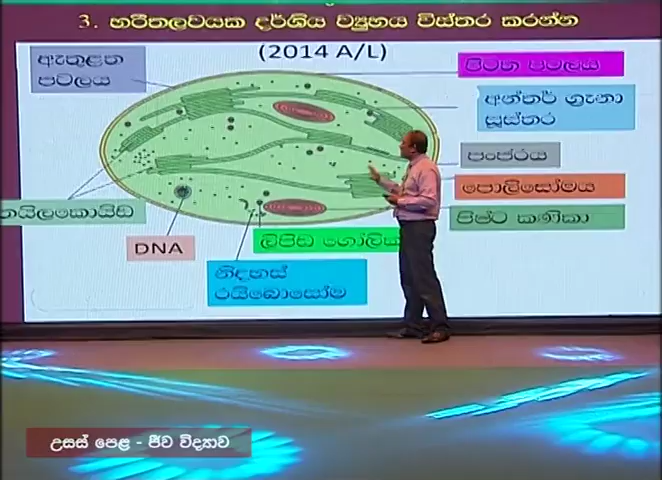 3. හරිතලවයක දර්ශීය ව්‍යුහය විස්තර කරන්න
(2014 A/L)
ඇතුළත
පටලය
පිටත පටලය
අන්තර් ග්‍රැනා
සූස්තර
පංජරය
පොලිසෝමය
පිෂ්ට කණිකා
තයිලකොයිඩ
DNA
ලිපිඩ ගෝලික
නිදහස්
රයිබොසෝම
උසස් පෙළ - ජීව විද්‍යාව